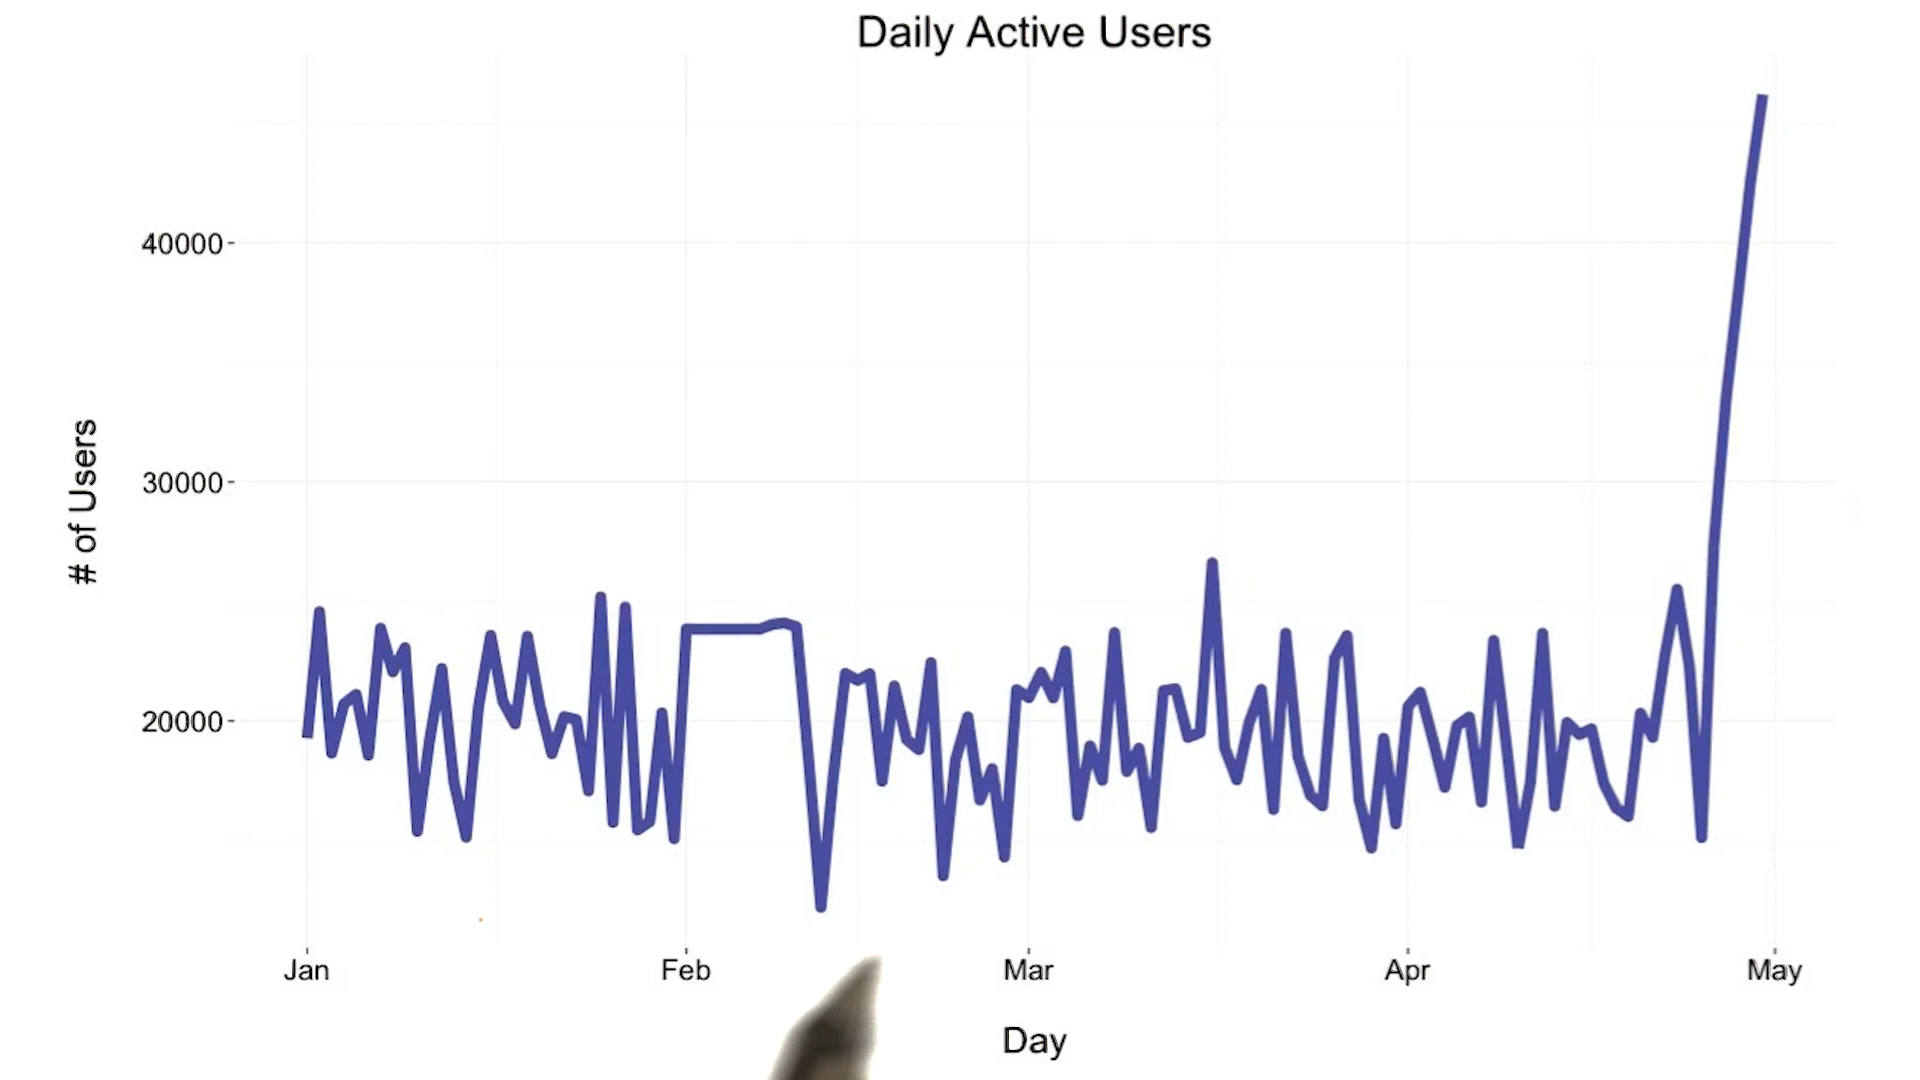 Daily Active Users
# of Users
40000
30000
20000
Jan Feb Mar Apr May
Day